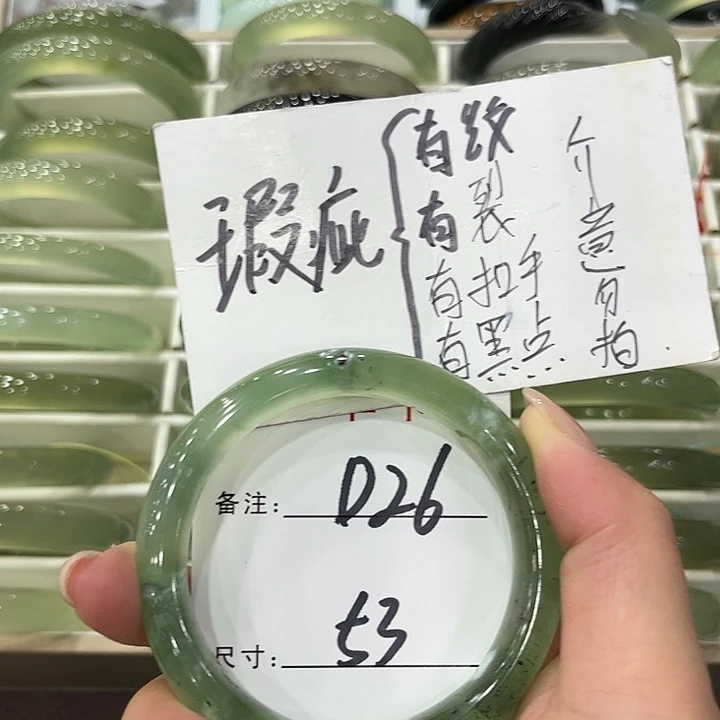 瑕疵
有纹
有裂
有扣手
有黑点
介意勿拍.
备注: D26
尺寸: 53